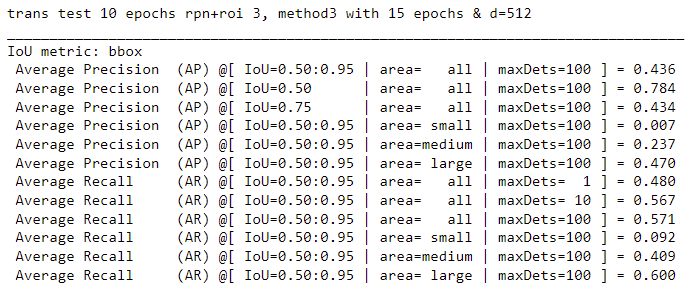 trans test 10 epochs rpn+roi 3, method3 with 15 epochs & d=512
IoU metric: bbox
Average Precision  (AP) @[ IoU=0.50:0.95 | area=   all | maxDets=100 ] = 0.436
Average Precision  (AP) @[ IoU=0.50      | area=   all | maxDets=100 ] = 0.784
Average Precision  (AP) @[ IoU=0.75      | area=   all | maxDets=100 ] = 0.434
Average Precision  (AP) @[ IoU=0.50:0.95 | area= small | maxDets=100 ] = 0.007
Average Precision  (AP) @[ IoU=0.50:0.95 | area=medium | maxDets=100 ] = 0.237
Average Precision  (AP) @[ IoU=0.50:0.95 | area= large | maxDets=100 ] = 0.470
Average Recall     (AR) @[ IoU=0.50:0.95 | area=   all | maxDets=  1 ] = 0.480
Average Recall     (AR) @[ IoU=0.50:0.95 | area=   all | maxDets= 10 ] = 0.567
Average Recall     (AR) @[ IoU=0.50:0.95 | area=   all | maxDets=100 ] = 0.571
Average Recall     (AR) @[ IoU=0.50:0.95 | area= small | maxDets=100 ] = 0.092
Average Recall     (AR) @[ IoU=0.50:0.95 | area=medium | maxDets=100 ] = 0.409
Average Recall     (AR) @[ IoU=0.50:0.95 | area= large | maxDets=100 ] = 0.600